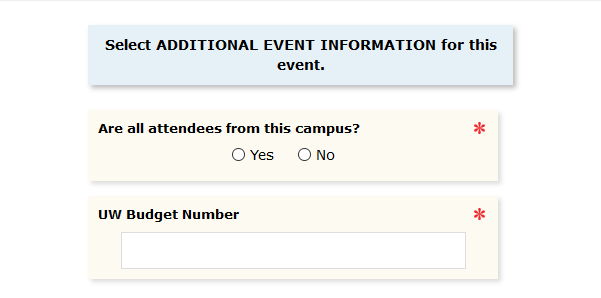 Select ADDITIONAL EVENT INFORMATION for this
event.
Are all attendees from this campus? *
Yes No
UW Budget Number *